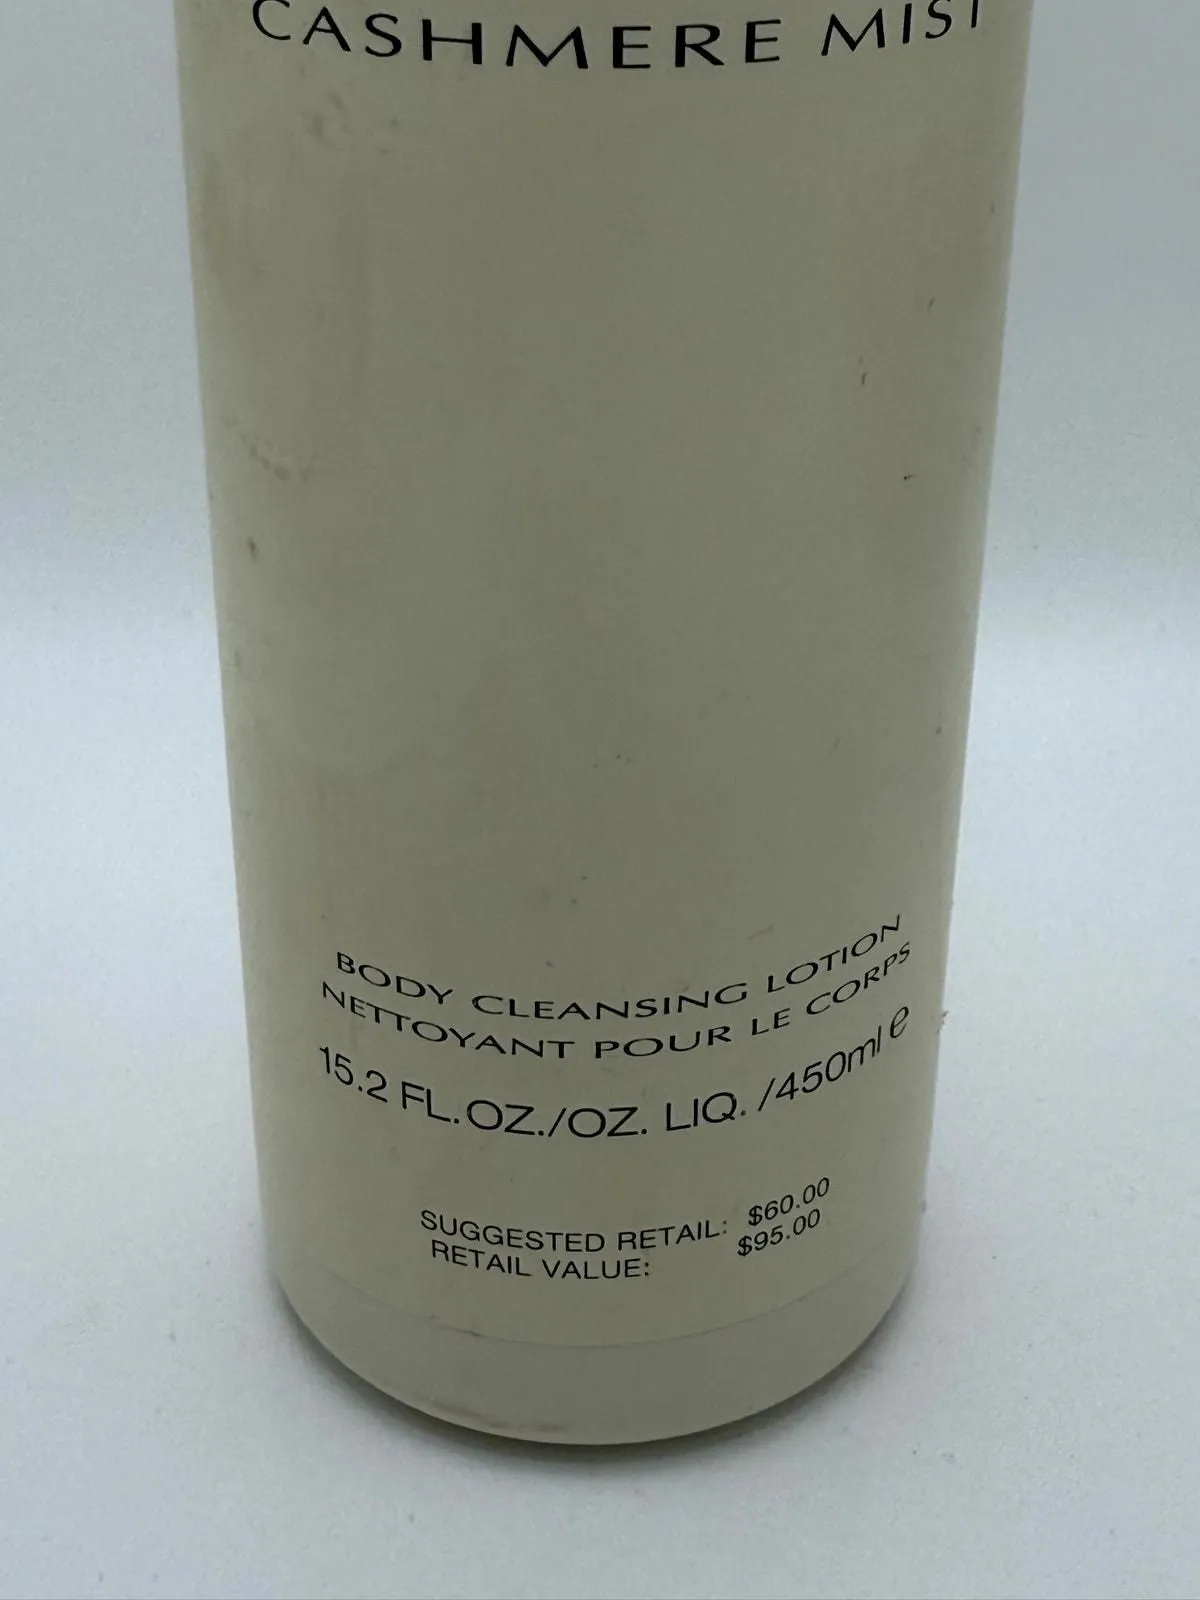 CASHMERE MIST
BODY CLEANSING LOTION
NETTOYANT POUR LE CORPS
15.2 FL.OZ./OZ. LIQ. /450ml e
SUGGESTED RETAIL: $60.00
RETAIL VALUE: $95.00